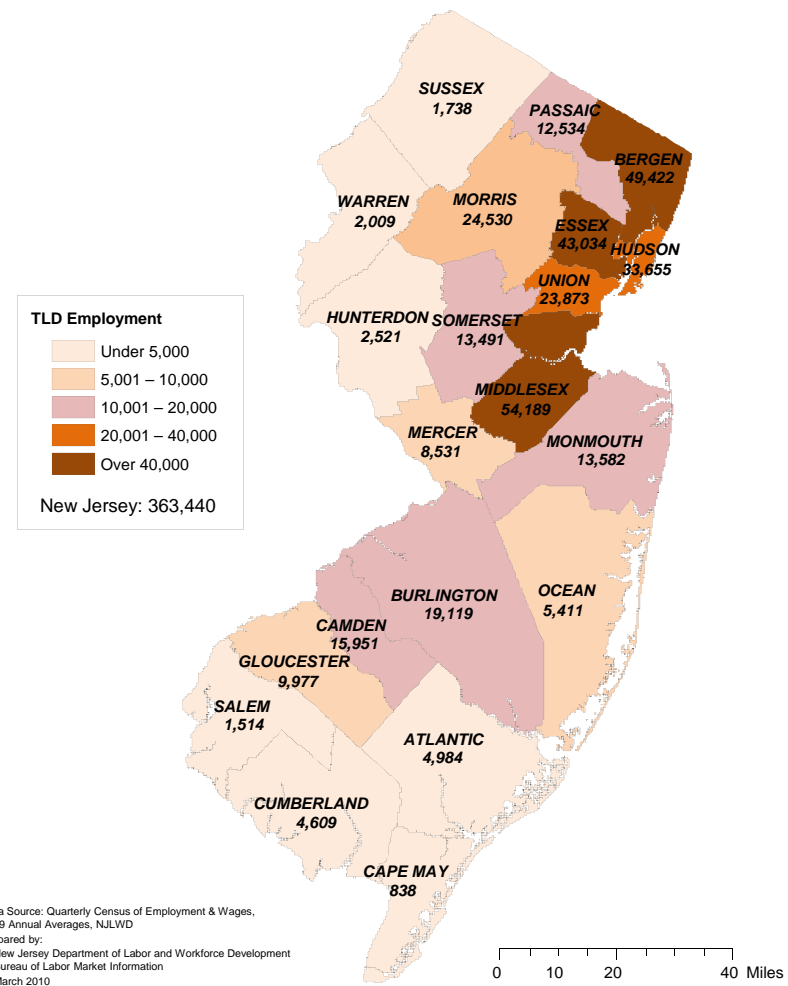 SUSSEX
1,738
PASSAIC
12,534
BERGEN
49,422
WARREN
2,009
MORRIS
24,530
ESSEX
43,034
HUDSON
33,655
UNION
23,873
HUNTERDON
2,521
SOMERSET
13,491
TLD Employment
Under 5,000
5,001 – 10,000
10,001 – 20,000
20,001 – 40,000
Over 40,000
New Jersey: 363,440
MIDDLESEX
54,189
MERCER
8,531
MONMOUTH
13,582
OCEAN
5,411
BURLINGTON
19,119
CAMDEN
15,951
GLOUCESTER
9,977
SALEM
1,514
ATLANTIC
4,984
CUMBERLAND
4,609
CAPE MAY
838
a Source: Quarterly Census of Employment & Wages,
9 Annual Averages, NJLWD
pared by:
New Jersey Department of Labor and Workforce Development
ureau of Labor Market Information
March 2010
0 10 20 40 Miles